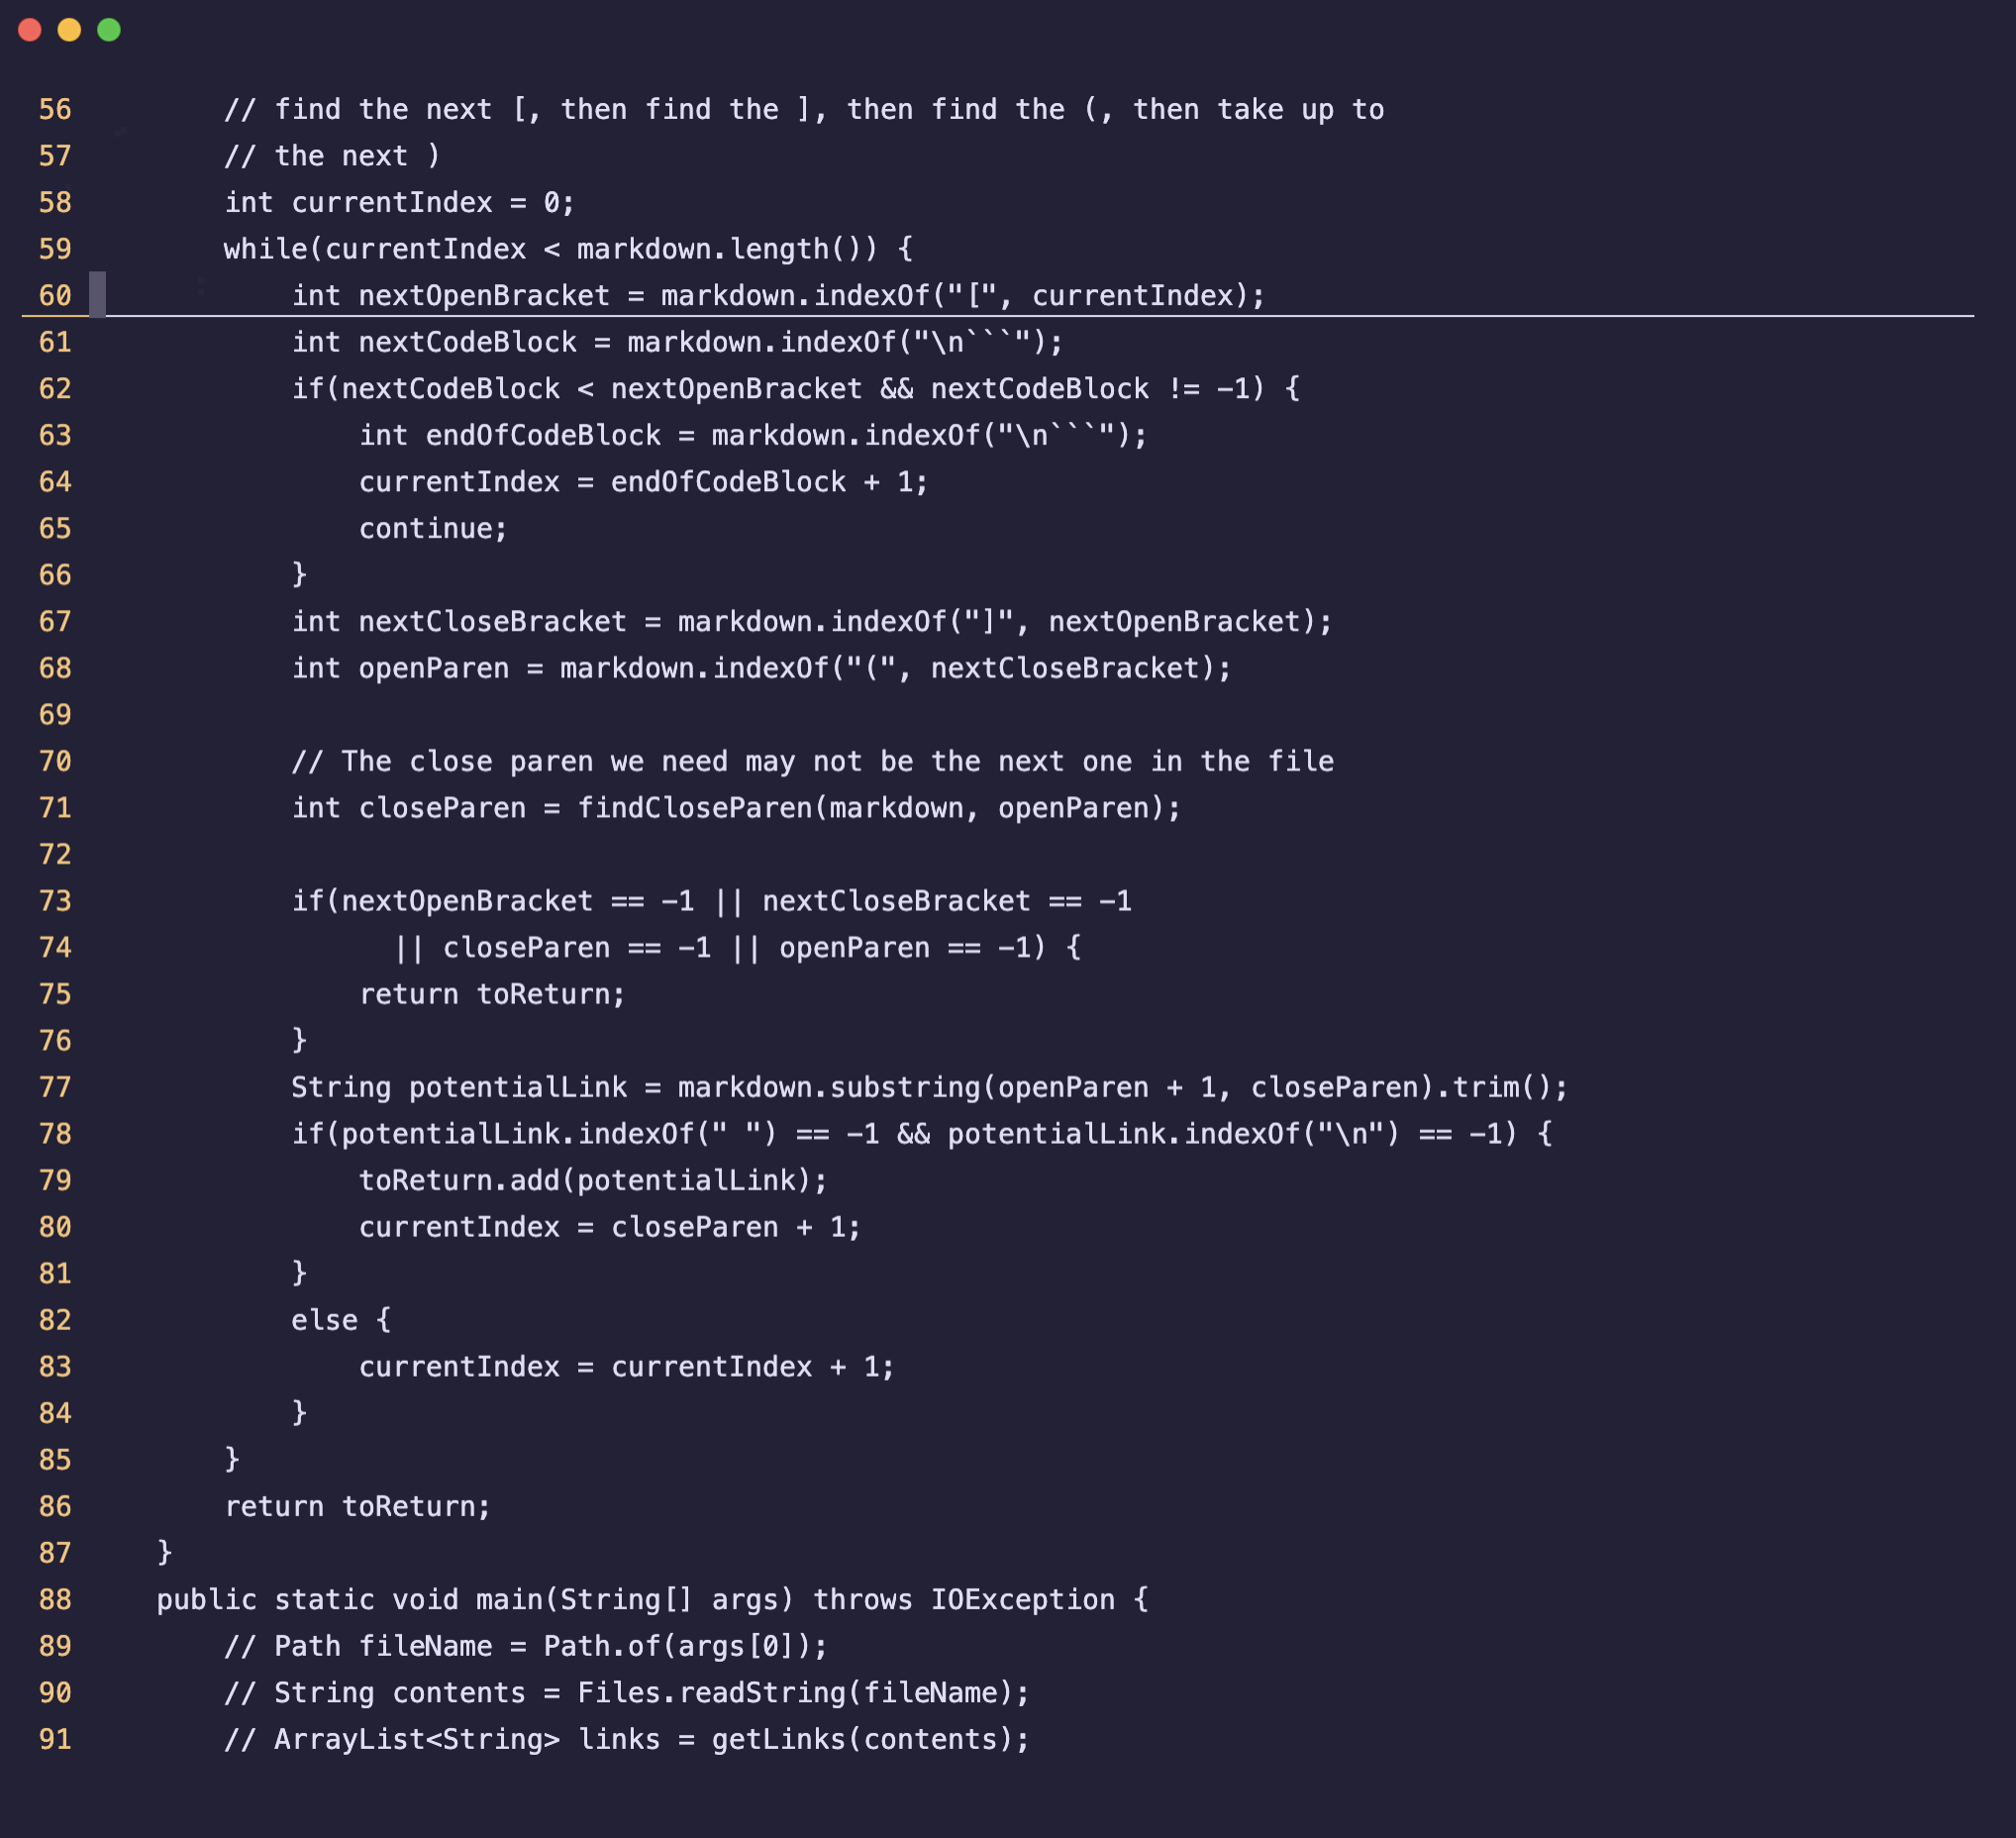 56         // find the next [, then find the ], then find the (, then take up to
57         // the next )
58         int currentIndex = 0;
59         while(currentIndex < markdown.length()) {
60             int nextOpenBracket = markdown.indexOf("[", currentIndex);
61             int nextCodeBlock = markdown.indexOf("\n```");
62             if(nextCodeBlock < nextOpenBracket && nextCodeBlock != -1) {
63                 int endOfCodeBlock = markdown.indexOf("\n```");
64                 currentIndex = endOfCodeBlock + 1;
65                 continue;
66             }
67             int nextCloseBracket = markdown.indexOf("]", nextOpenBracket);
68             int openParen = markdown.indexOf("(", nextCloseBracket);
69
70             // The close paren we need may not be the next one in the file
71             int closeParen = findCloseParen(markdown, openParen);
72
73             if(nextOpenBracket == -1 || nextCloseBracket == -1
74                   || closeParen == -1 || openParen == -1) {
75                 return toReturn;
76             }
77             String potentialLink = markdown.substring(openParen + 1, closeParen).trim();
78             if(potentialLink.indexOf(" ") == -1 && potentialLink.indexOf("\n") == -1) {
79                 toReturn.add(potentialLink);
80                 currentIndex = closeParen + 1;
81             }
82             else {
83                 currentIndex = currentIndex + 1;
84             }
85         }
86         return toReturn;
87     }
88     public static void main(String[] args) throws IOException {
89         // Path fileName = Path.of(args[0]);
90         // String contents = Files.readString(fileName);
91         // ArrayList<String> links = getLinks(contents);